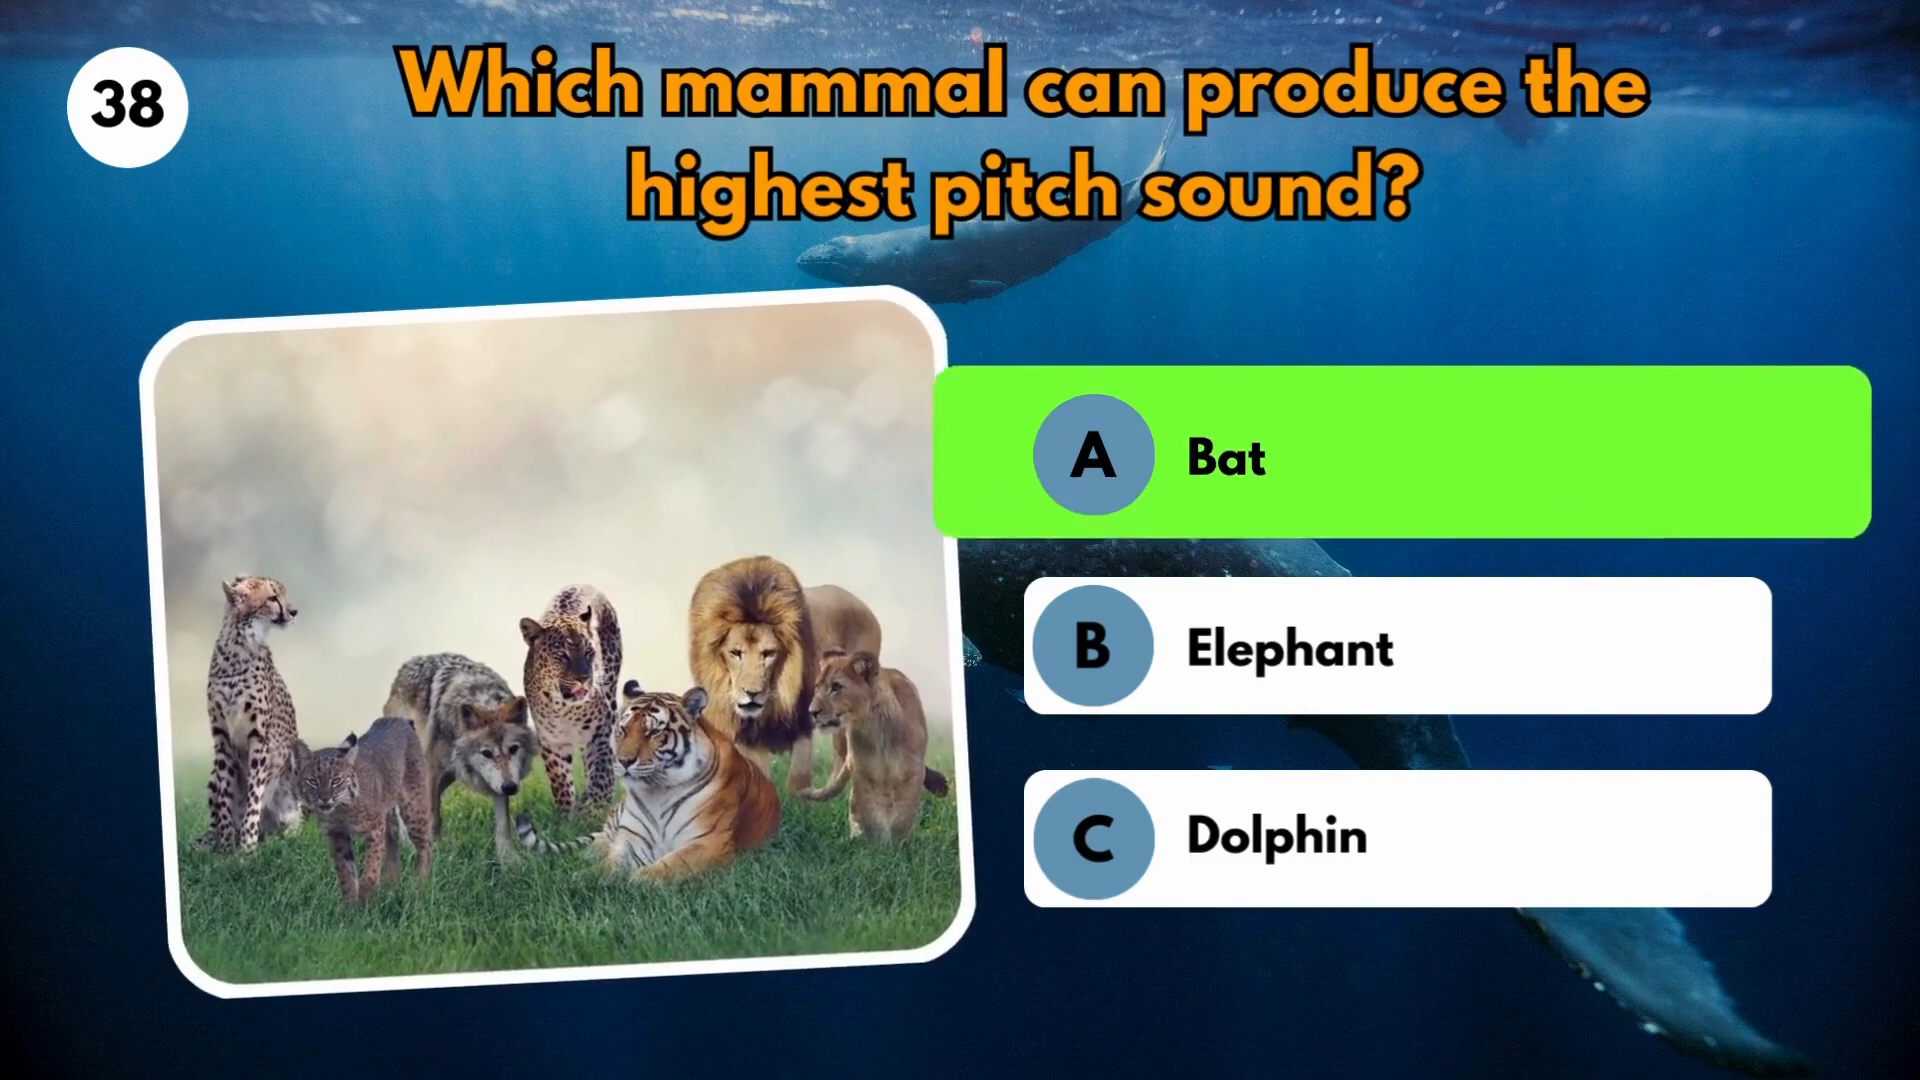 38
Which mammal can produce the
highest pitch sound?
A Bat
B Elephant
C Dolphin